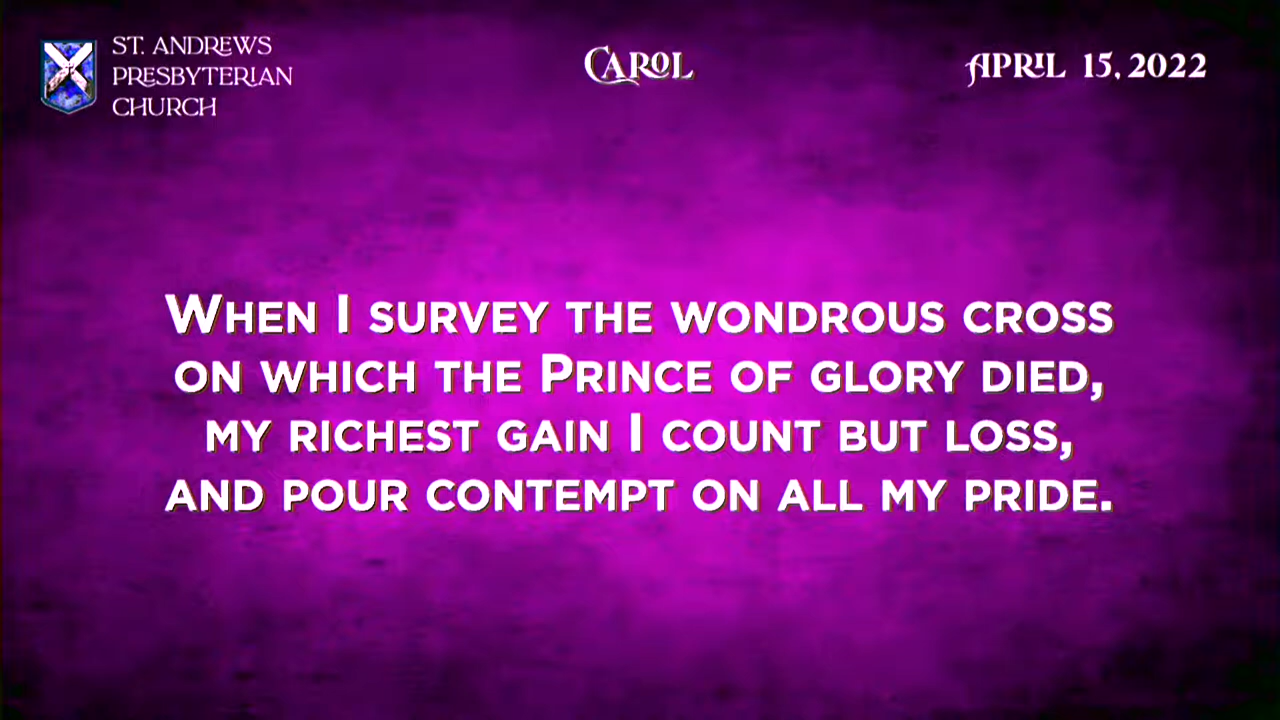 ST. ANDREWS
PRESBYTERIAN
CHURCH
CAROL
APRIL 15, 2022
WHEN I SURVEY THE WONDROUS CROSS
ON WHICH THE PRINCE OF GLORY DIED,
MY RICHEST GAIN I COUNT BUT LOSS,
AND POUR CONTEMPT ON ALL MY PRIDE.